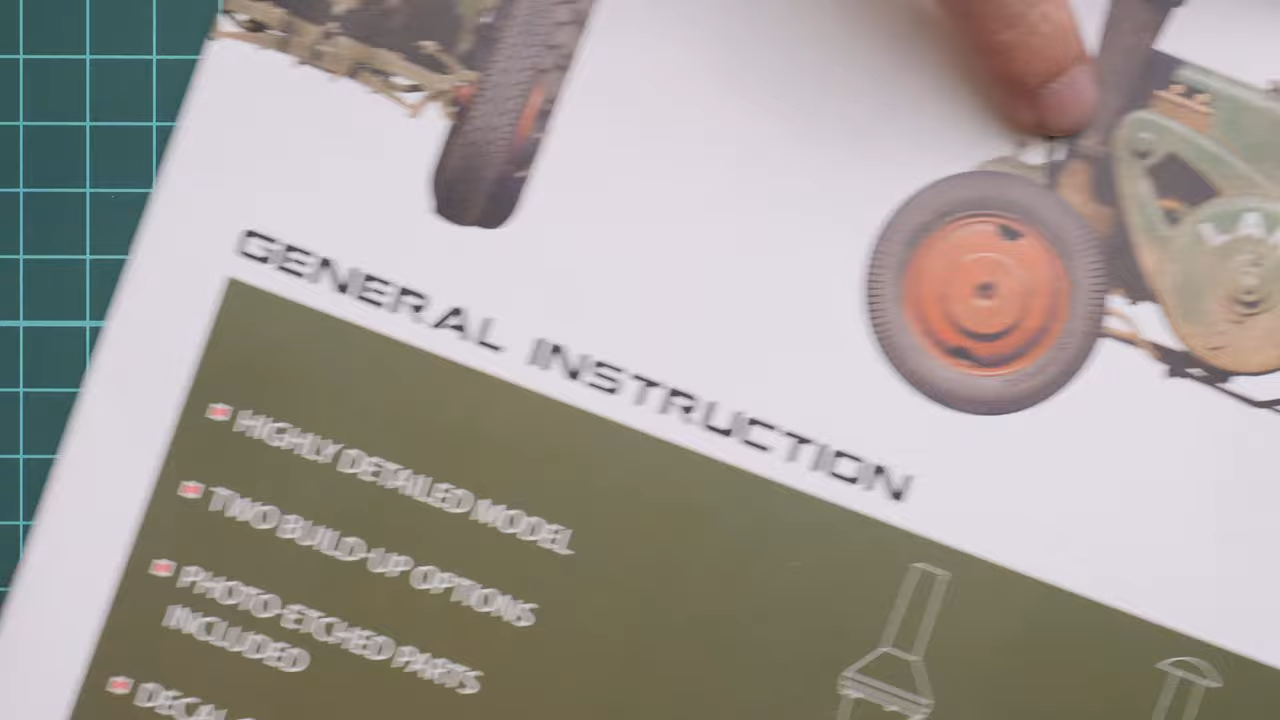 GENERAL INSTRUCTION
HIGHLY DETAILED MODEL
TWO BUILD-UP OPTIONS
PHOTO-ETCHED PARTS
INCLUDED